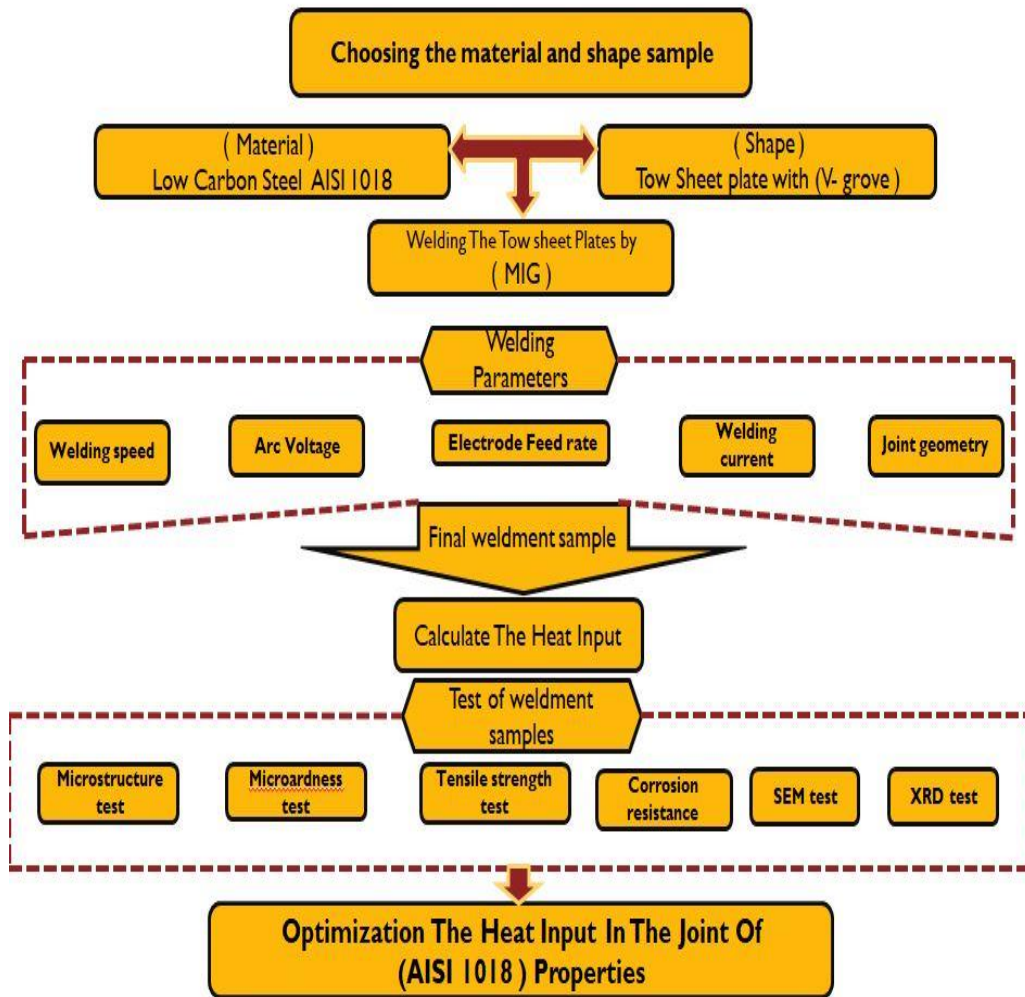 Choosing the material and shape sample
( Material )
Low Carbon Steel AISI 1018
( Shape )
Tow Sheet plate with (V- grove )
Welding The Tow sheet Plates by
( MIG )
Welding
Parameters
Welding speed
Arc Voltage
Electrode Feed rate
Welding
current
Joint geometry
Final weldment sample
Calculate The Heat Input
Test of weldment
samples
Microstructure
test
Microardness
test
Tensile strength
test
Corrosion
resistance
SEM test
XRD test
Optimization The Heat Input In The Joint Of
(AISI 1018 ) Properties